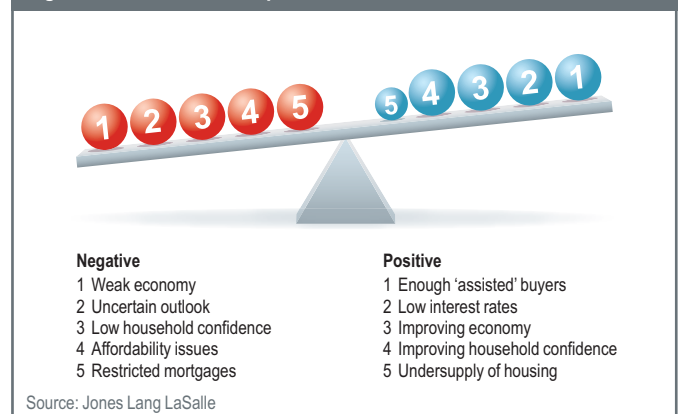 1 2 3 4 5 5 4 3 2 1
Negative
1 Weak economy
2 Uncertain outlook
3 Low household confidence
4 Affordability issues
5 Restricted mortgages
Positive
1 Enough ‘assisted’ buyers
2 Low interest rates
3 Improving economy
4 Improving household confidence
5 Undersupply of housing
Source: Jones Lang LaSalle